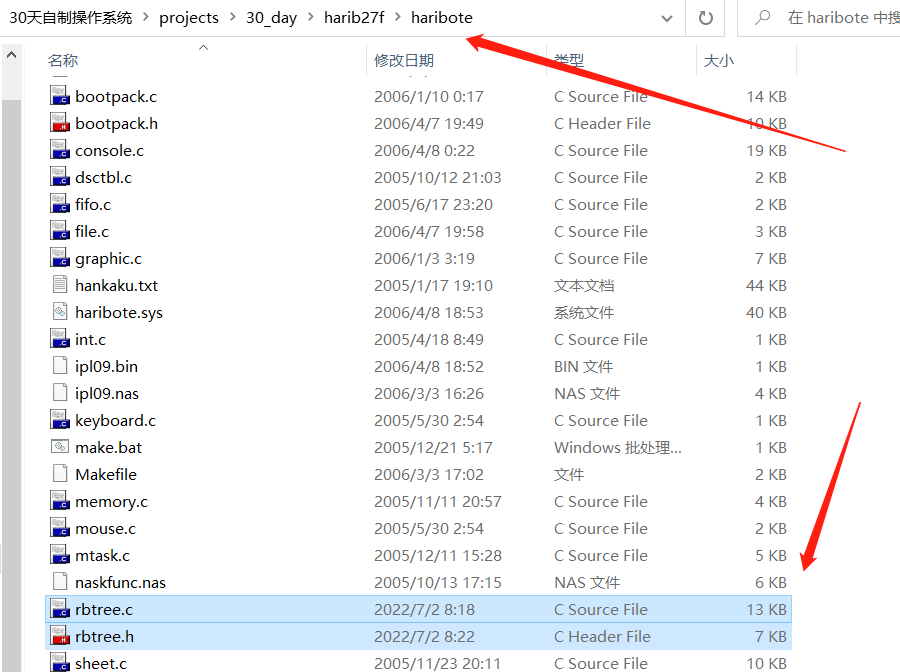 30天自制操作系统 > projects > 30_day > harib27f > haribote
在 haribote 中搜
名称 修改日期 类型 大小
bootpack.c 2006/1/10 0:17 C Source File 14 KB
bootpack.h 2006/4/7 19:49 C Header File 10 KB
console.c 2006/4/8 0:22 C Source File 19 KB
dsctbl.c 2005/10/12 21:03 C Source File 2 KB
fifo.c 2005/6/17 23:20 C Source File 2 KB
file.c 2006/4/7 19:58 C Source File 3 KB
graphic.c 2006/1/3 3:19 C Source File 7 KB
hankaku.txt 2005/1/17 19:10 文本文档 44 KB
haribote.sys 2006/4/8 18:53 系统文件 40 KB
int.c 2005/4/18 8:49 C Source File 1 KB
ipl09.bin 2006/4/8 18:52 BIN 文件 1 KB
ipl09.nas 2006/3/3 16:26 NAS 文件 4 KB
keyboard.c 2005/5/30 2:54 C Source File 1 KB
make.bat 2005/12/21 5:17 Windows 批处理... 1 KB
Makefile 2006/3/3 17:02 文件 2 KB
memory.c 2005/11/11 20:57 C Source File 4 KB
mouse.c 2005/5/30 2:54 C Source File 2 KB
mtask.c 2005/12/11 15:28 C Source File 5 KB
naskfunc.nas 2005/10/13 17:15 NAS 文件 6 KB
rbtree.c 2022/7/2 8:18 C Source File 13 KB
rbtree.h 2022/7/2 8:22 C Header File 7 KB
sheet.c 2005/11/23 20:11 C Source File 10 KB